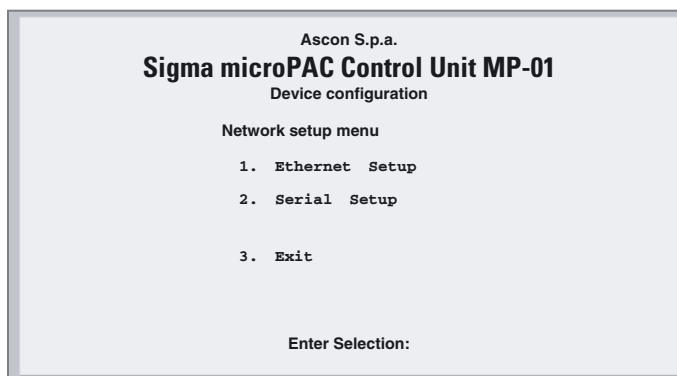 Ascon S.p.a.
Sigma microPAC Control Unit MP-01
Device configuration
Network setup menu
1. Ethernet Setup
2. Serial Setup
3. Exit
Enter Selection: